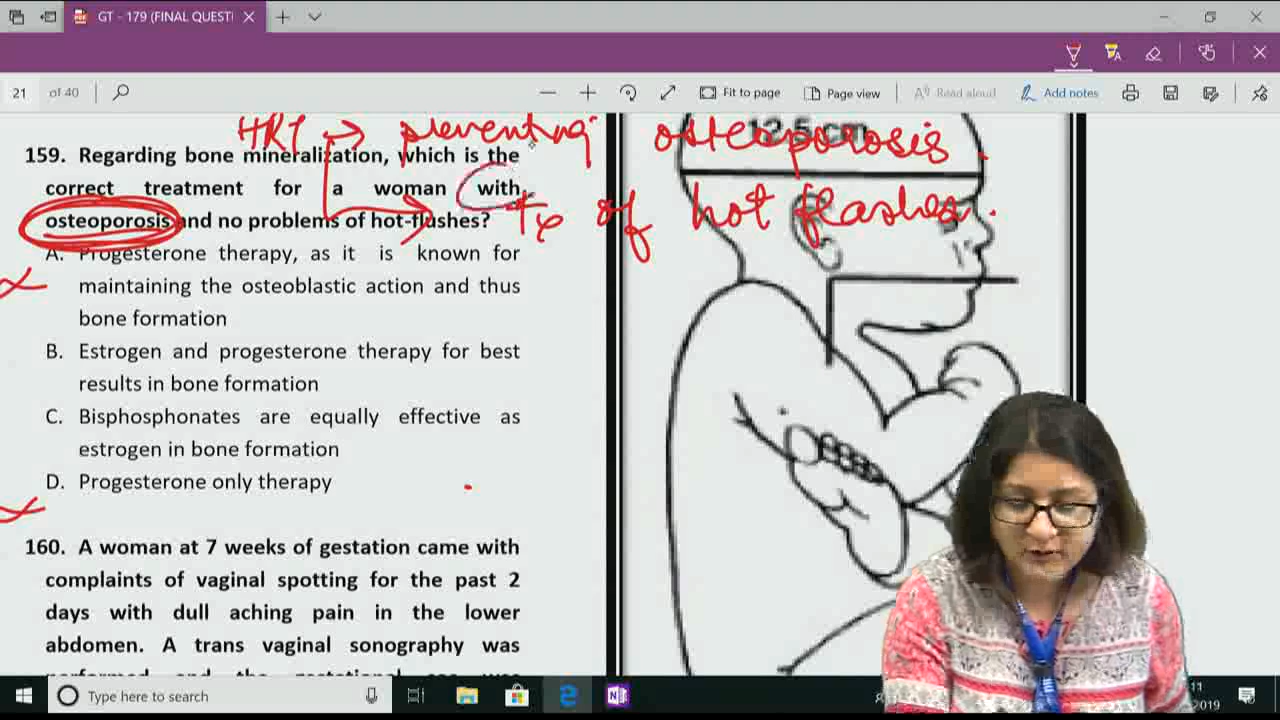 GT - 179 (FINAL QUESTI
21 of 40
Fit to page
Page view
Read aloud
Add notes
HRT → preventing osteoporosis.
12.5 cm
159. Regarding bone mineralization, which is the
correct treatment for a woman with
osteoporosis and no problems of hot-flushes?
Tx of hot flashes.
A. Progesterone therapy, as it is known for
maintaining the osteoblastic action and thus
bone formation
B. Estrogen and progesterone therapy for best
results in bone formation
C. Bisphosphonates are equally effective as
estrogen in bone formation
D. Progesterone only therapy
160. A woman at 7 weeks of gestation came with
complaints of vaginal spotting for the past 2
days with dull aching pain in the lower
abdomen. A trans vaginal sonography was
Type here to search
11
2019